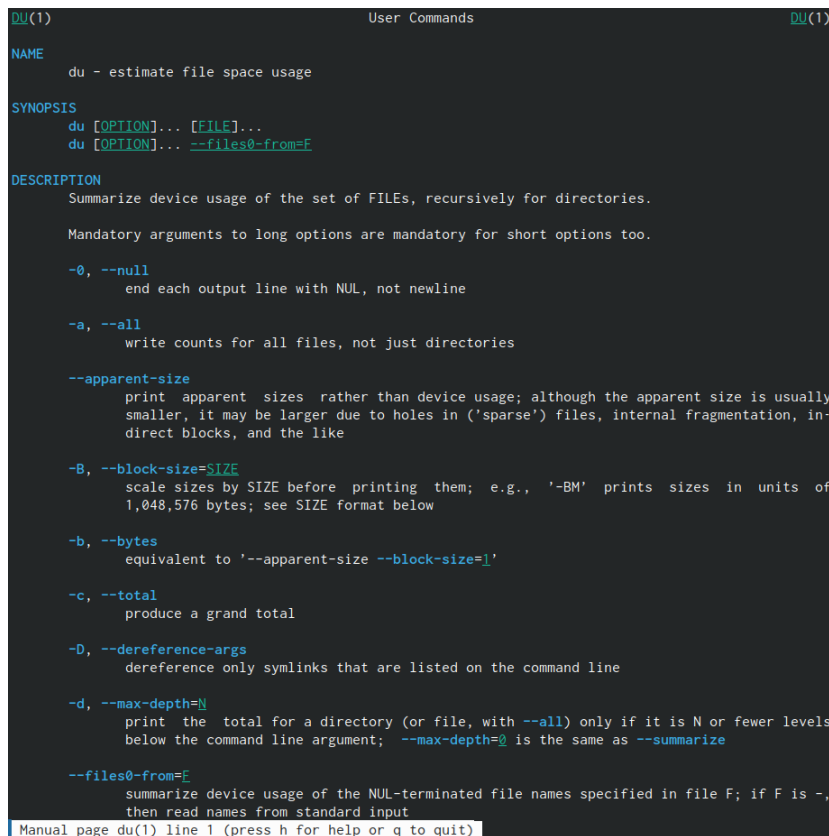 DU(1) User Commands DU(1)
NAME
du - estimate file space usage
SYNOPSIS
du [OPTION]... [FILE]...
du [OPTION]... --files0-from=F
DESCRIPTION
Summarize device usage of the set of FILEs, recursively for directories.
Mandatory arguments to long options are mandatory for short options too.
-0, --null
end each output line with NUL, not newline
-a, --all
write counts for all files, not just directories
--apparent-size
print apparent sizes rather than device usage; although the apparent size is usually
smaller, it may be larger due to holes in ('sparse') files, internal fragmentation, in-
direct blocks, and the like
-B, --block-size=SIZE
scale sizes by SIZE before printing them; e.g., '-BM' prints sizes in units of
1,048,576 bytes; see SIZE format below
-b, --bytes
equivalent to '--apparent-size --block-size=1'
-c, --total
produce a grand total
-D, --dereference-args
dereference only symlinks that are listed on the command line
-d, --max-depth=N
print the total for a directory (or file, with --all) only if it is N or fewer levels
below the command line argument; --max-depth=0 is the same as --summarize
--files0-from=F
summarize device usage of the NUL-terminated file names specified in file F; if F is -,
then read names from standard input
Manual page du(1) line 1 (press h for help or q to quit)